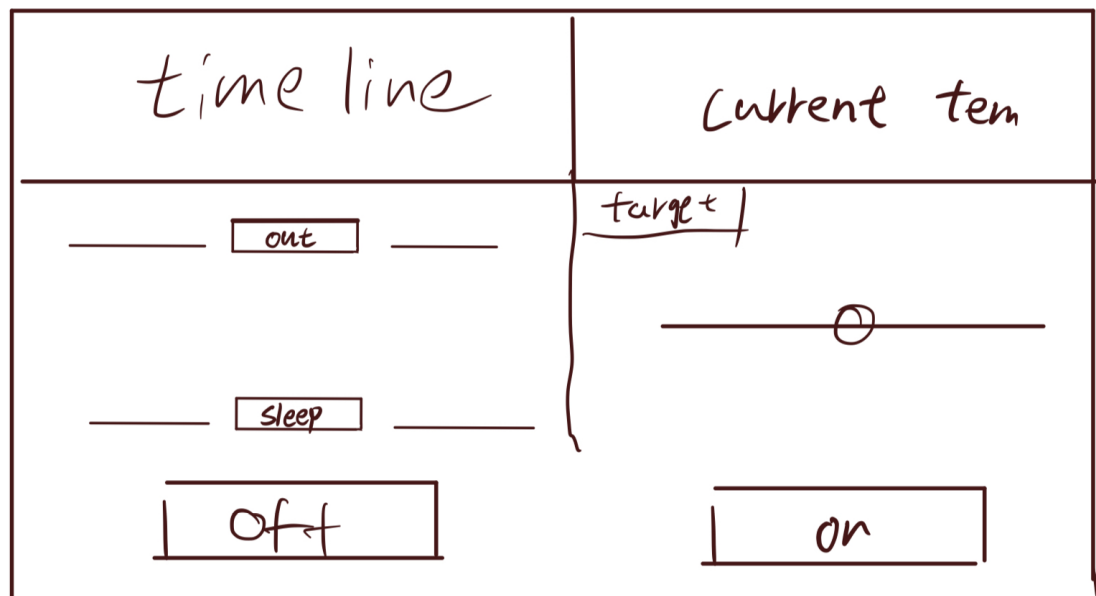 time line
current tem
target
out
sleep
off
on